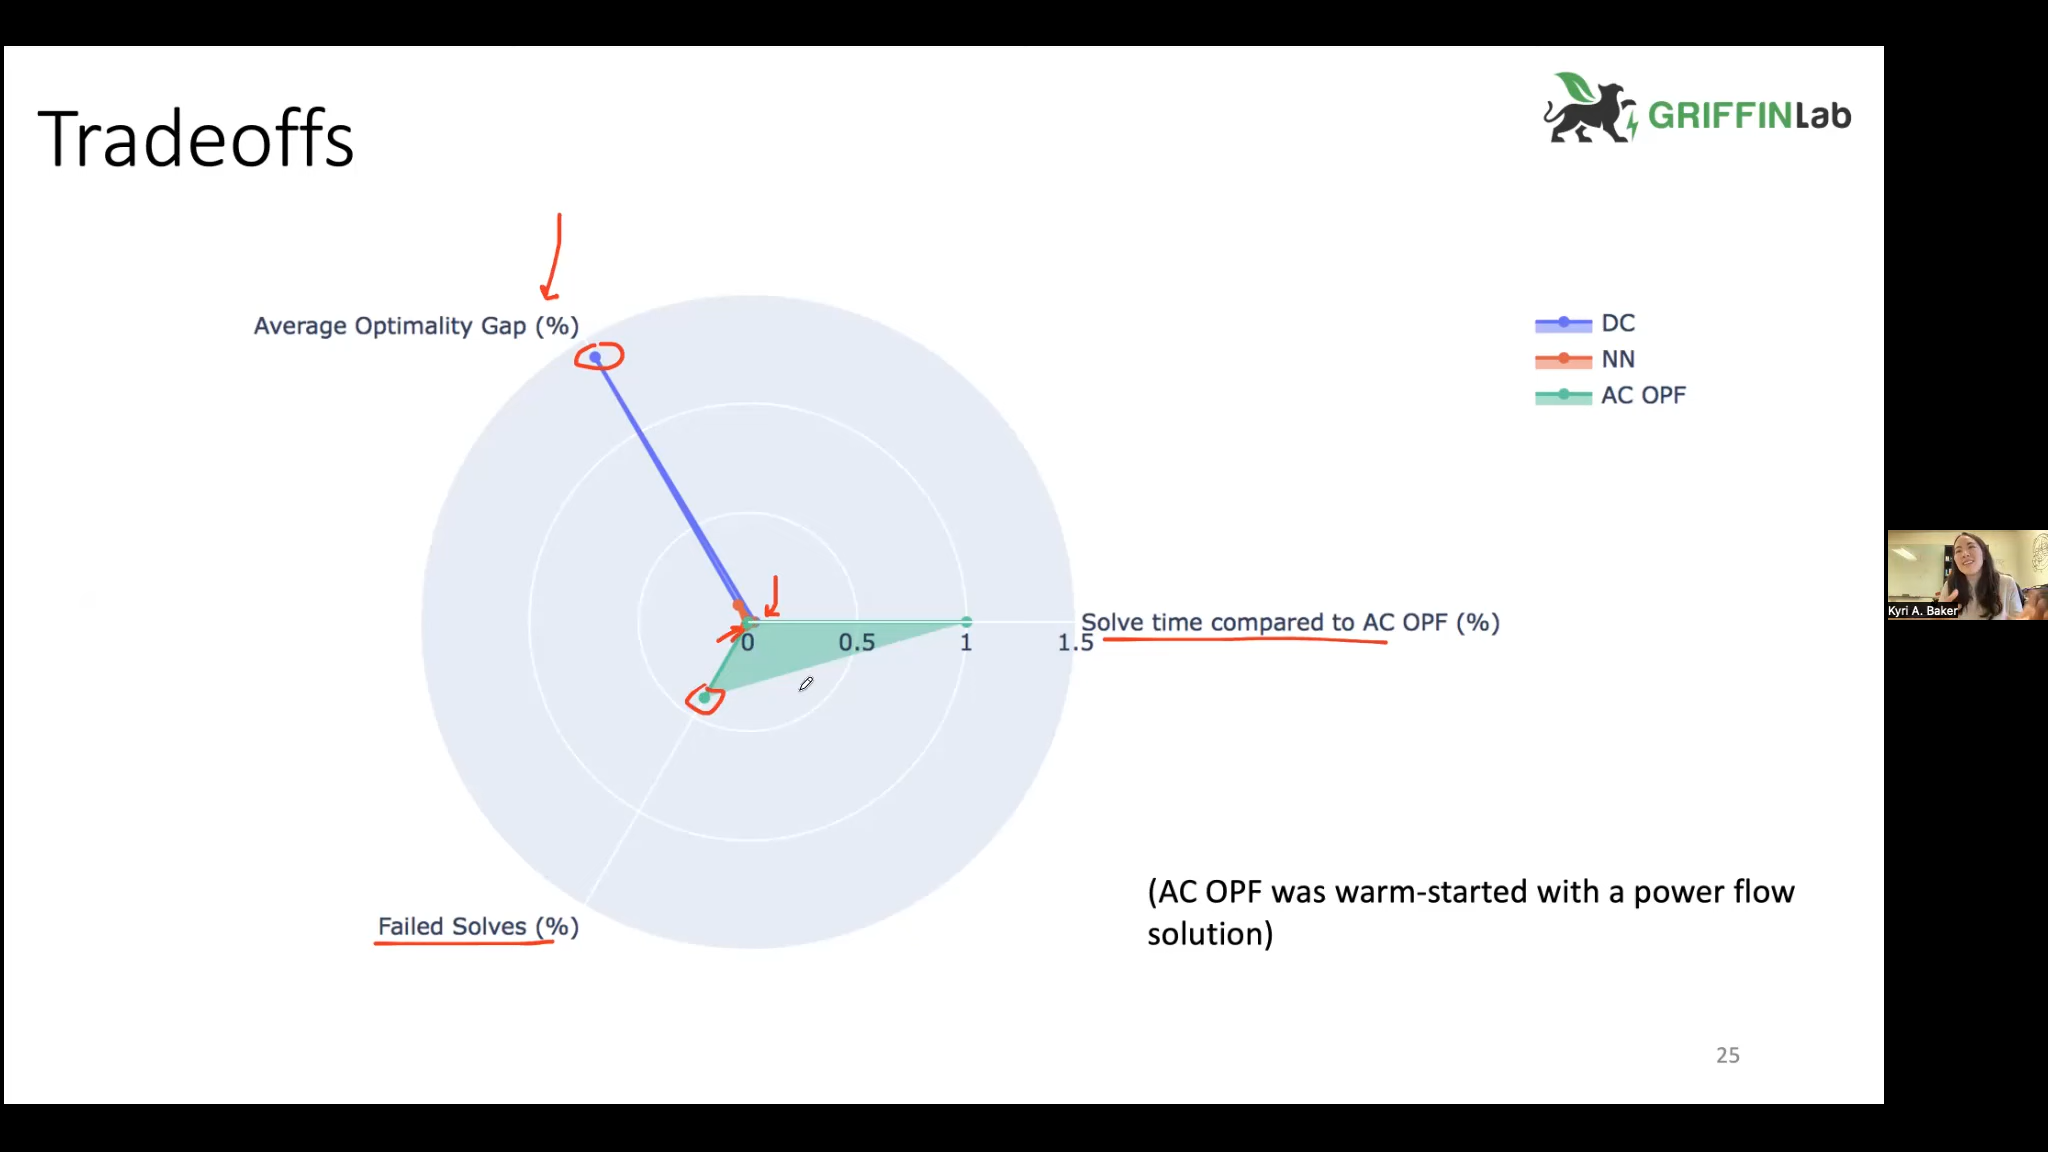 Tradeoffs
GRIFFINLab
Average Optimality Gap (%)
DC
NN
AC OPF
Solve time compared to AC OPF (%)
0
0.5
1
1.5
Failed Solves (%)
(AC OPF was warm-started with a power flow
solution)
25
Kyri A. Baker